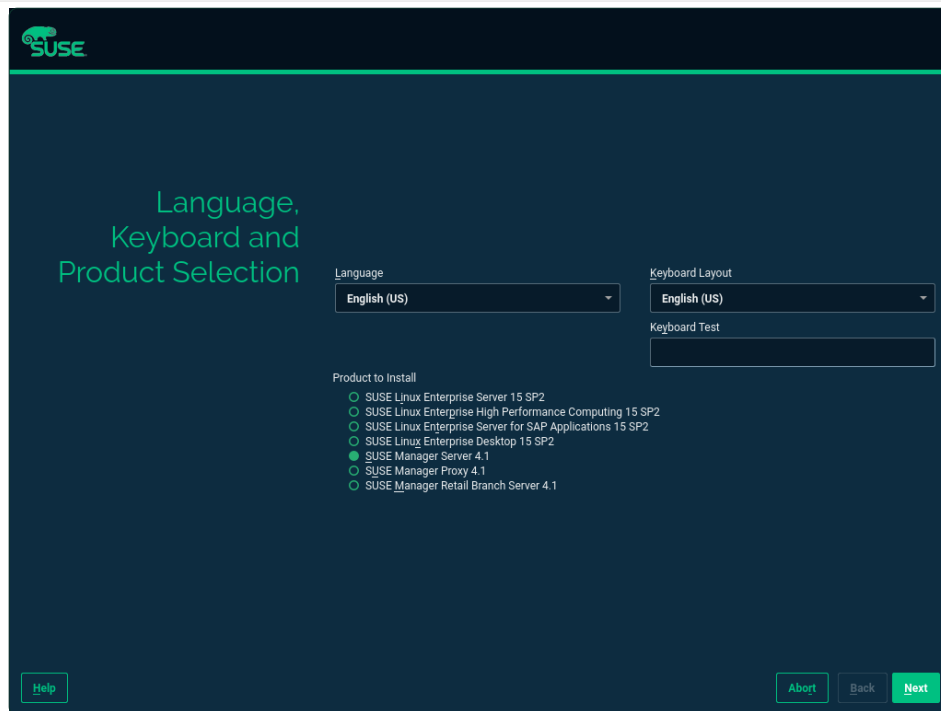 SUSE
Language,
Keyboard and
Product Selection
Language
Keyboard Layout
English (US)
English (US)
Keyboard Test
Product to Install
SUSE Linux Enterprise Server 15 SP2
SUSE Linux Enterprise High Performance Computing 15 SP2
SUSE Linux Enterprise Server for SAP Applications 15 SP2
SUSE Linux Enterprise Desktop 15 SP2
SUSE Manager Server 4.1
SUSE Manager Proxy 4.1
SUSE Manager Retail Branch Server 4.1
Help
Abort
Back
Next